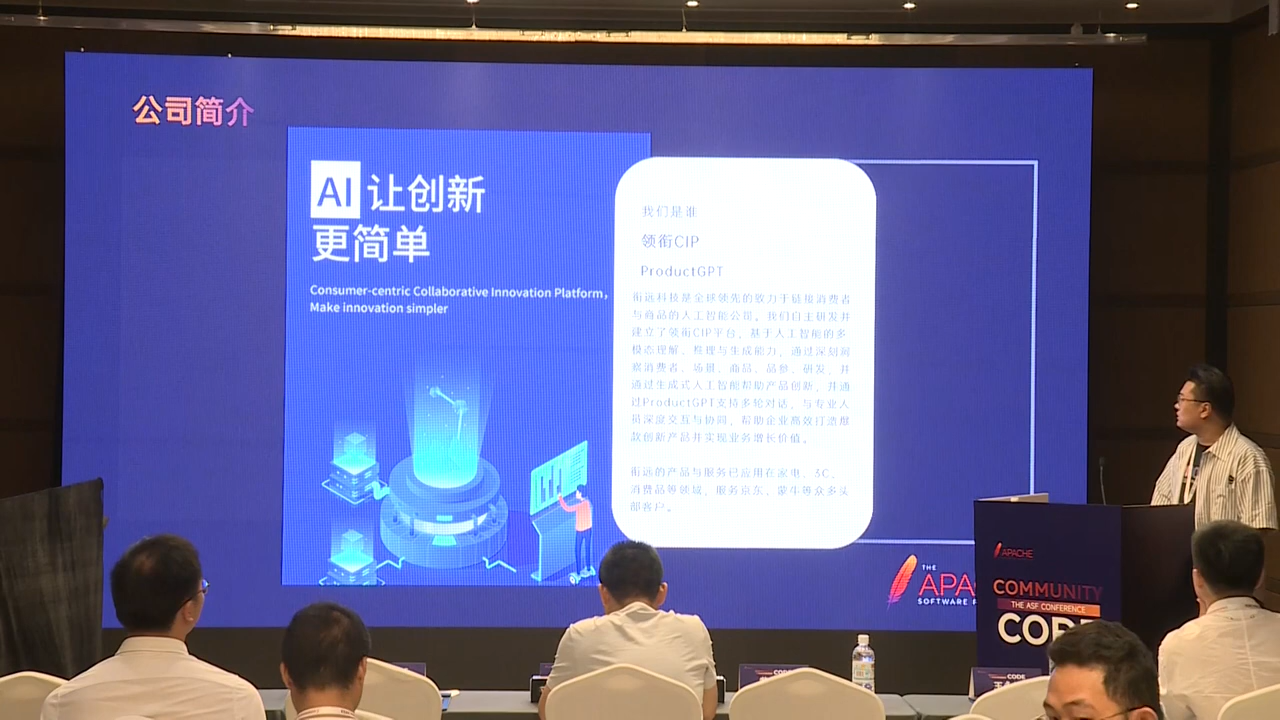 公司简介
AI 让创新
更简单
Consumer-centric Collaborative Innovation Platform,
Make innovation simpler
我们是谁
领衔CIP
ProductGPT
衔远科技是全球领先的致力于链接消费者
与商品的人工智能公司。我们自主研发并
建立了领衔CIP平台，基于人工智能的多
模态理解、推理与生成能力，通过深刻洞
察消费者、场景、商品、品参、研发，并
通过生成式人工智能帮助产品创新，并通
过ProductGPT支持多轮对话，与专业人
员深度交互与协同，帮助企业高效打造爆
款创新产品并实现业务增长价值。
衔远的产品与服务已应用在家电、3C、
消费品等领域，服务京东、蒙牛等众多头
部客户。
THE
APA
SOFTWARE F
APACHE
COMMUNITY
THE ASF CONFERENCE
CODE
CODE